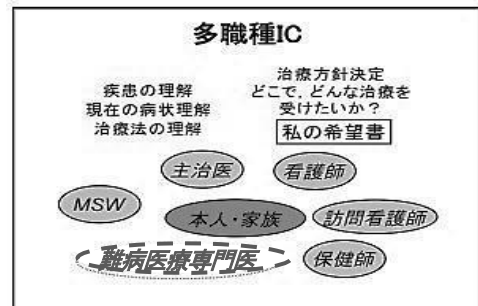 多職種IC
疾患の理解
現在の病状理解
治療法の理解
治療方針決定
どこで，どんな治療を
受けたいか？
私の希望書
主治医
看護師
MSW
本人・家族
訪問看護師
難病医療専門医
保健師